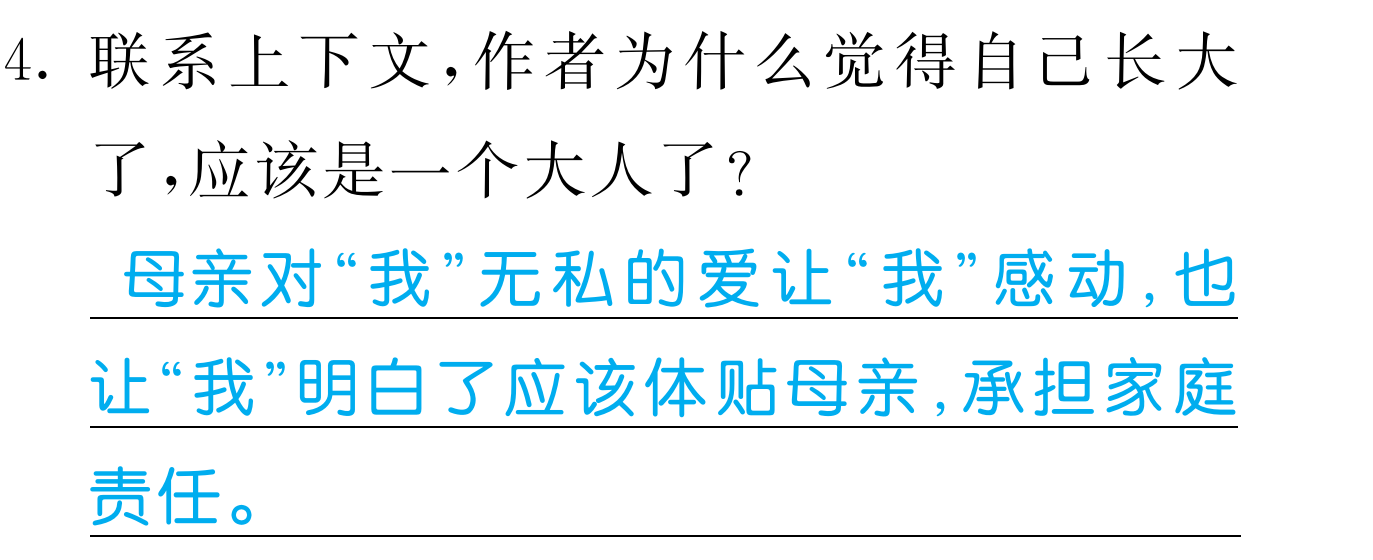 4. 联系上下文,作者为什么觉得自己长大
了,应该是一个大人了?
母亲对“我”无私的爱让“我”感动,也
让“我”明白了应该体贴母亲,承担家庭
责任。